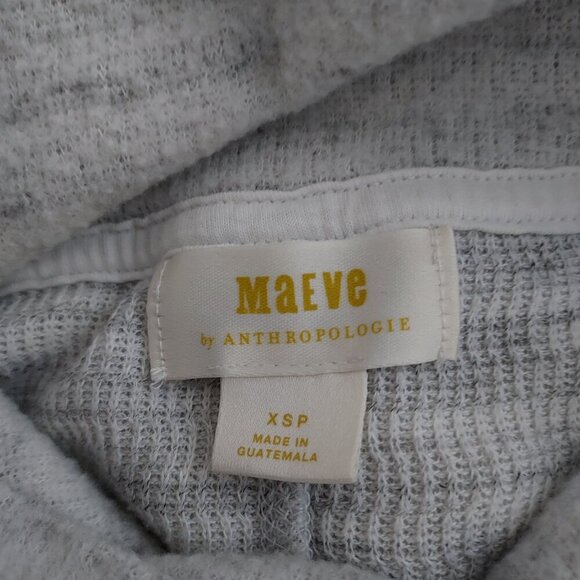 MaEve
by ANTHROPOLOGIE
XSP
MADE IN
GUATEMALA